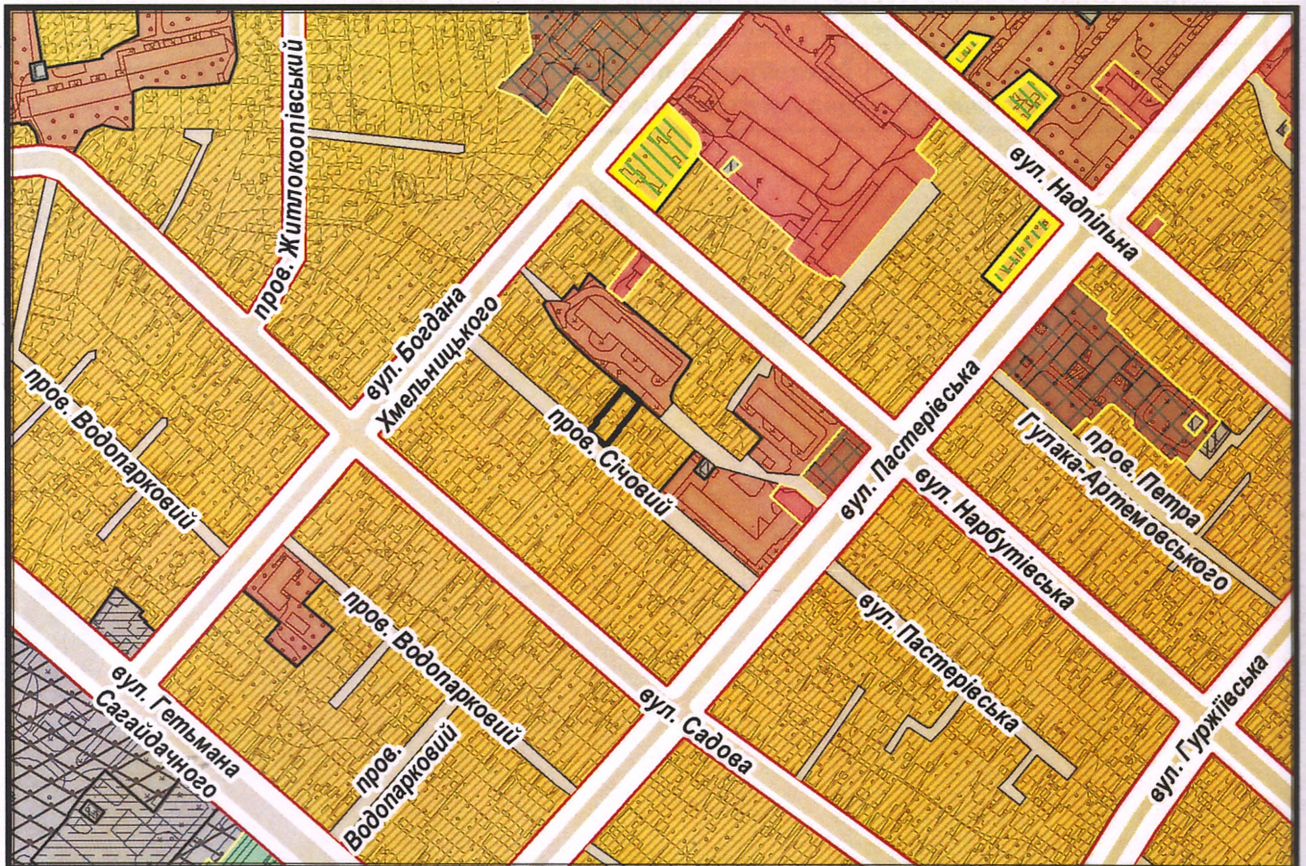 пров. Житлокоопівський
вул. Надпільна
вул. Богдана
Хмельницького
пров. Водопарковий
пров. Січовий
вул. Пастерівська
пров. Петра
Гулака-Артемовського
вул. Нарбутівська
пров. Водопарковий
вул. Пастерівська
вул. Гетьмана
Сагайдачного
пров.
Водопарковий
вул. Садова
вул. Гуржіївська